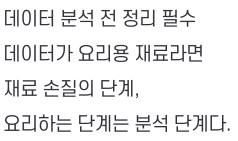 데이터 분석 전 정리 필수
데이터가 요리용 재료라면
재료 손질의 단계,
요리하는 단계는 분석 단계다.